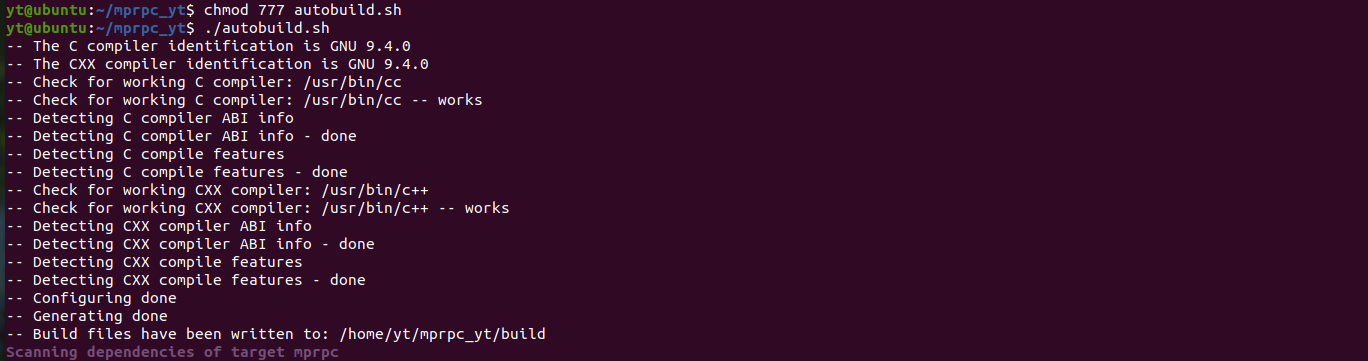 yt@ubuntu:~/mprpc_yt$ chmod 777 autobuild.sh
yt@ubuntu:~/mprpc_yt$ ./autobuild.sh
-- The C compiler identification is GNU 9.4.0
-- The CXX compiler identification is GNU 9.4.0
-- Check for working C compiler: /usr/bin/cc
-- Check for working C compiler: /usr/bin/cc -- works
-- Detecting C compiler ABI info
-- Detecting C compiler ABI info - done
-- Detecting C compile features
-- Detecting C compile features - done
-- Check for working CXX compiler: /usr/bin/c++
-- Check for working CXX compiler: /usr/bin/c++ -- works
-- Detecting CXX compiler ABI info
-- Detecting CXX compiler ABI info - done
-- Detecting CXX compile features
-- Detecting CXX compile features - done
-- Configuring done
-- Generating done
-- Build files have been written to: /home/yt/mprpc_yt/build
Scanning dependencies of target mprpc